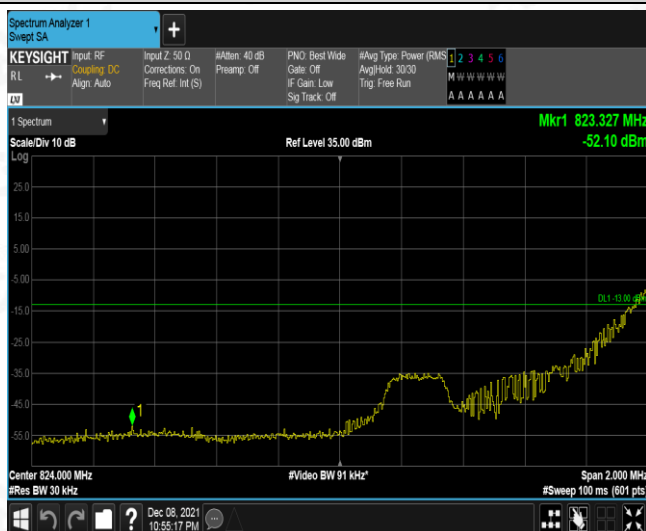 Spectrum Analyzer 1
Swept SA
+
KEYSIGHT
RL
LXI
Input: RF
Coupling: DC
Align: Auto
Input Z: 50 Ω
Corrections: On
Freq Ref: Int (S)
#Atten: 40 dB
Preamp: Off
PNO: Best Wide
Gate: Off
IF Gain: Low
Sig Track: Off
#Avg Type: Power (RMS
Avg|Hold: 30/30
Trig: Free Run
1 2 3 4 5 6
M W W W W W
A A A A A A
1 Spectrum
Mkr1 823.327 MHz
-52.10 dBm
Scale/Div 10 dB
Ref Level 35.00 dBm
Log
25.0
15.0
5.00
-5.00
DL1 -13.00 dBm
-15.0
-25.0
-35.0
-45.0
1
-55.0
Center 824.000 MHz
#Video BW 91 kHz*
Span 2.000 MHz
#Res BW 30 kHz
#Sweep 100 ms (601 pts)
?
Dec 08, 2021
10:55:17 PM